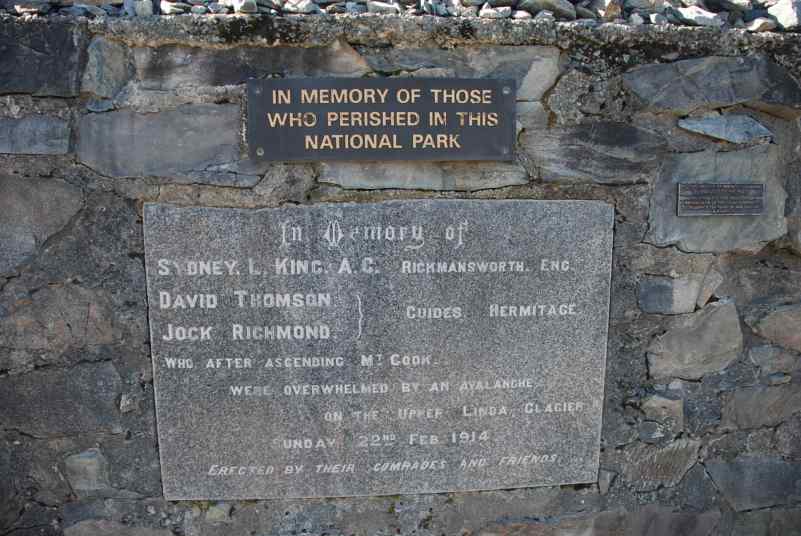 IN MEMORY OF THOSE
WHO PERISHED IN THIS
NATIONAL PARK
In Memory of
SYDNEY. L. KING. A.C. RICKMANSWORTH. ENG.
DAVID THOMSON
JOCK RICHMOND. } GUIDES HERMITAGE.
WHO AFTER ASCENDING MT COOK..
WERE OVERWHELMED BY AN AVALANCHE
ON THE UPPER LINDA, GLACIER
SUNDAY, 22ND FEB. 1914
ERECTED BY THEIR COMRADES AND FRIENDS.